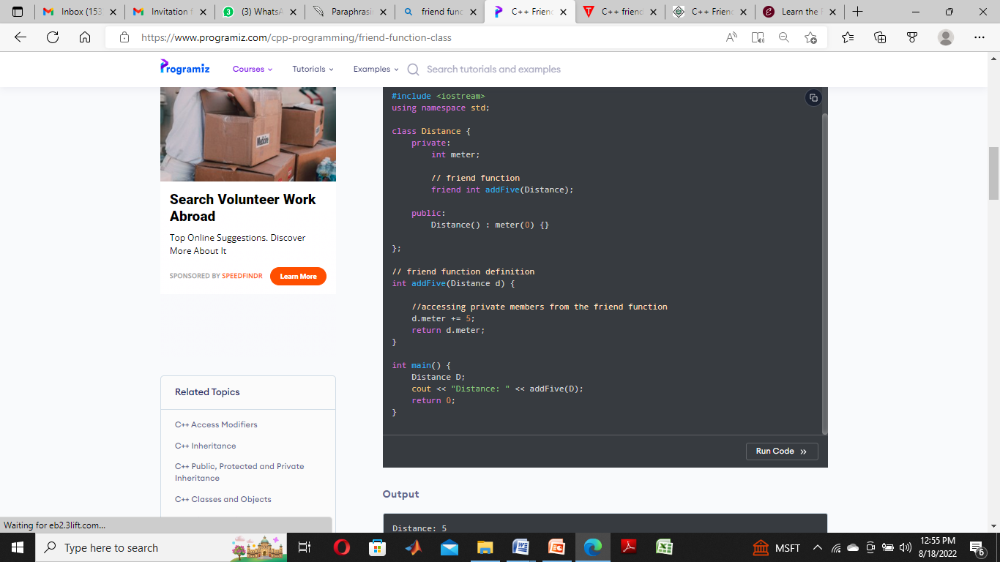 Inbox (153
Invitation f
(3) WhatsA
Paraphrasi
friend func
C++ Frien
C++ friend
C++ Frien
Learn the F
https://www.programiz.com/cpp-programming/friend-function-class
Programiz
Courses
Tutorials
Examples
Search tutorials and examples
Medicine
Search Volunteer Work
Abroad
Top Online Suggestions. Discover
More About It
SPONSORED BY SPEEDFINDR
Learn More
Related Topics
C++ Access Modifiers
C++ Inheritance
C++ Public, Protected and Private
Inheritance
C++ Classes and Objects
#include <iostream>
using namespace std;
class Distance {
private:
int meter;
// friend function
friend int addFive(Distance);
public:
Distance() : meter(0) {}
};
// friend function definition
int addFive(Distance d) {
//accessing private members from the friend function
d.meter += 5;
return d.meter;
}
int main() {
Distance D;
cout << "Distance: " << addFive(D);
return 0;
}
Run Code »
Output
Distance: 5
Waiting for eb2.3lift.com...
Type here to search
MSFT
12:55 PM
8/18/2022
6